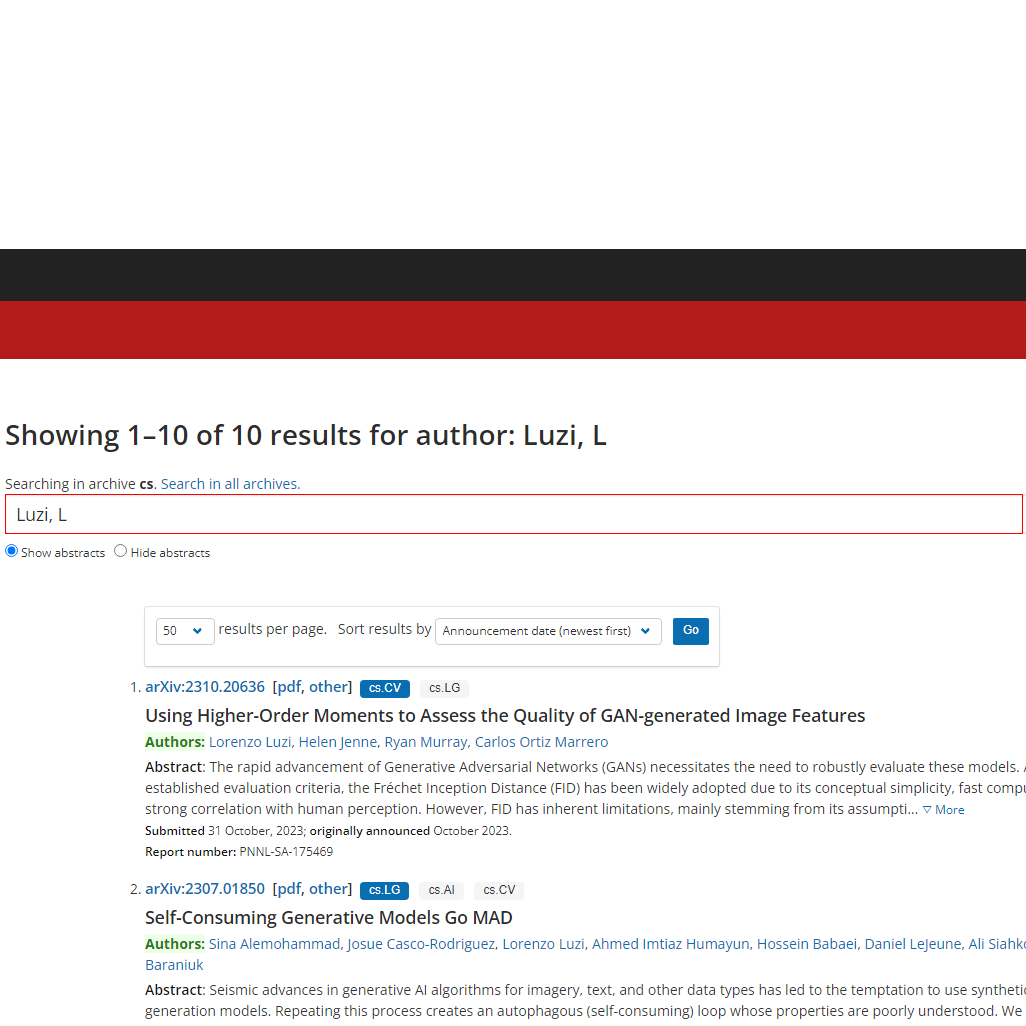 Showing 1–10 of 10 results for author: Luzi, L
Searching in archive cs. Search in all archives.
Luzi, L
Show abstracts Hide abstracts
50 results per page. Sort results by Announcement date (newest first) Go
1. arXiv:2310.20636 [pdf, other] cs.CV cs.LG
Using Higher-Order Moments to Assess the Quality of GAN-generated Image Features
Authors: Lorenzo Luzi, Helen Jenne, Ryan Murray, Carlos Ortiz Marrero
Abstract: The rapid advancement of Generative Adversarial Networks (GANs) necessitates the need to robustly evaluate these models.
established evaluation criteria, the Fréchet Inception Distance (FID) has been widely adopted due to its conceptual simplicity, fast
strong correlation with human perception. However, FID has inherent limitations, mainly stemming from its assumpti… ▽ More
Submitted 31 October, 2023; originally announced October 2023.
Report number: PNNL-SA-175469
2. arXiv:2307.01850 [pdf, other] cs.LG cs.AI cs.CV
Self-Consuming Generative Models Go MAD
Authors: Sina Alemohammad, Josue Casco-Rodriguez, Lorenzo Luzi, Ahmed Imtiaz Humayun, Hossein Babaei, Daniel LeJeune, Ali
Baraniuk
Abstract: Seismic advances in generative AI algorithms for imagery, text, and other data types has led to the temptation to use
generation models. Repeating this process creates an autophagous (self-consuming) loop whose properties are poorly understood. We